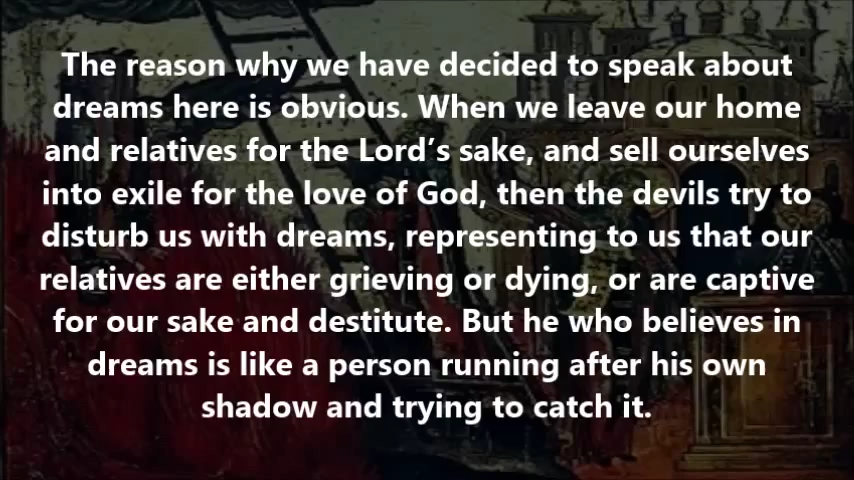 The reason why we have decided to speak about
dreams here is obvious. When we leave our home
and relatives for the Lord’s sake, and sell ourselves
into exile for the love of God, then the devils try to
disturb us with dreams, representing to us that our
relatives are either grieving or dying, or are captive
for our sake and destitute. But he who believes in
dreams is like a person running after his own
shadow and trying to catch it.